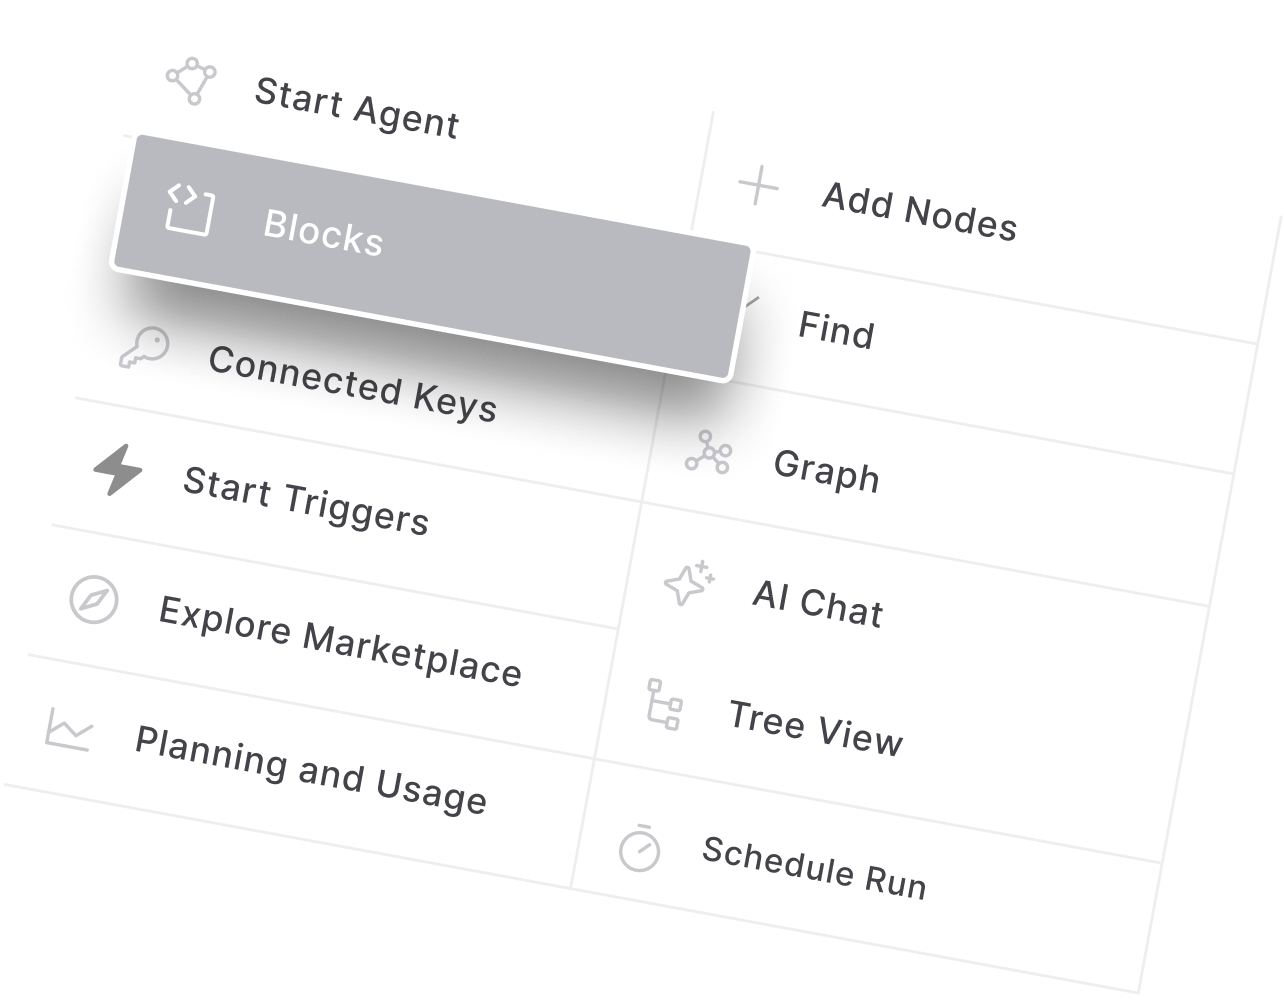 Start Agent
Blocks
Connected Keys
Start Triggers
Explore Marketplace
Planning and Usage
Add Nodes
Find
Graph
AI Chat
Tree View
Schedule Run